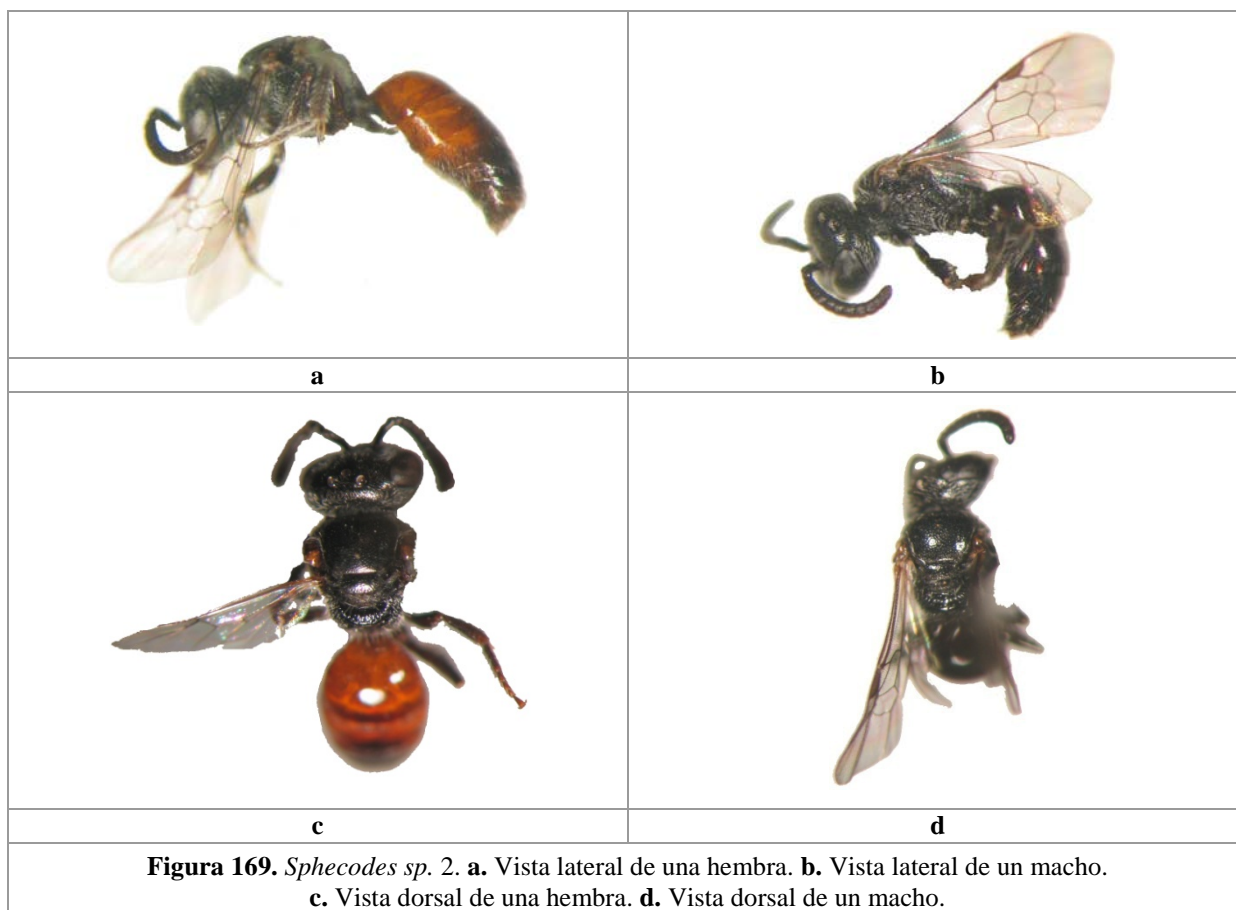 a
b
c
d
Figura 169. Sphecodes sp. 2. a. Vista lateral de una hembra. b. Vista lateral de un macho.
c. Vista dorsal de una hembra. d. Vista dorsal de un macho.